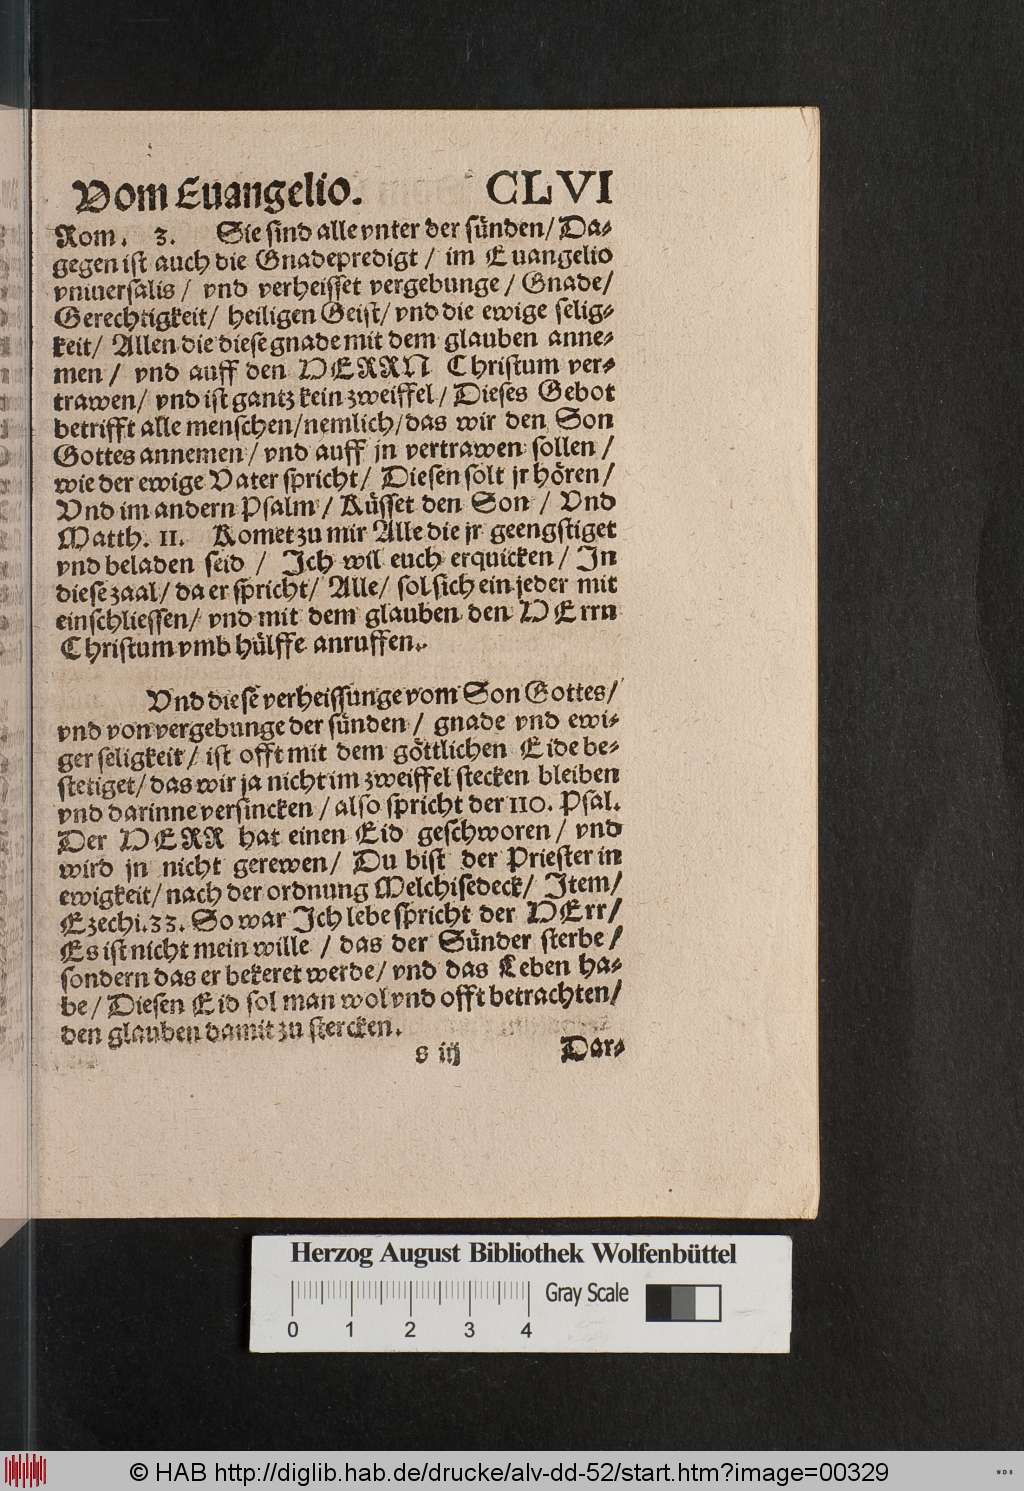 Vom Euangelio. CLVI
Rom. 3. Sie sind alle vnter der sünden/ Da-
gegen ist auch die Gnadepredigt / im Euangelio
vniuersalis / vnd verheisset vergebunge / Gnade/
Gerechtigkeit/ heiligen Geist/ vnd die ewige selig-
keit/ Allen die diese gnade mit dem glauben anne-
men / vnd auff den HERRN Christum ver-
trawen/ vnd ist gantz kein zweiffel / Dieses Gebot
betrifft alle menschen/nemlich/das wir den Son
Gottes annemen / vnd auff jn vertrawen sollen /
wie der ewige Vater spricht/ Diesen solt jr hören/
Vnd im andern Psalm / Küsset den Son / Vnd
Matth. 11. Komet zu mir Alle die jr geengstiget
vnd beladen seid / Ich wil euch erquicken / In
diese zaal / da er spricht/ Alle/ sol sich ein jeder mit
einschliessen/ vnd mit dem glauben den HErrn
Christum vmb hülffe anruffen.
Vnd diese verheissunge vom Son Gottes/
vnd von vergebunge der sünden / gnade vnd ewi-
ger seligkeit / ist offt mit dem göttlichen Eide be-
stetiget/ das wir ja nicht im zweiffel stecken bleiben
vnd darinne versincken / also spricht der 110. Psal.
Der HERR hat einen Eid geschworen / vnd
wird jn nicht gerewen/ Du bist der Priester in
ewigkeit/ nach der ordnung Melchisedeck/ Item/
Ezechi.33. So war Ich lebe spricht der HErr/
Es ist nicht mein wille / das der Sünder sterbe/
sondern das er bekeret werde/ vnd das Leben ha-
be/ Diesen Eid sol man wol vnd offt betrachten/
den glauben damit zu stercken.
s iij Dar-
Herzog August Bibliothek Wolfenbüttel
0 1 2 3 4 Gray Scale
© HAB http://diglib.hab.de/drucke/alv-dd-52/start.htm?image=00329
WDB